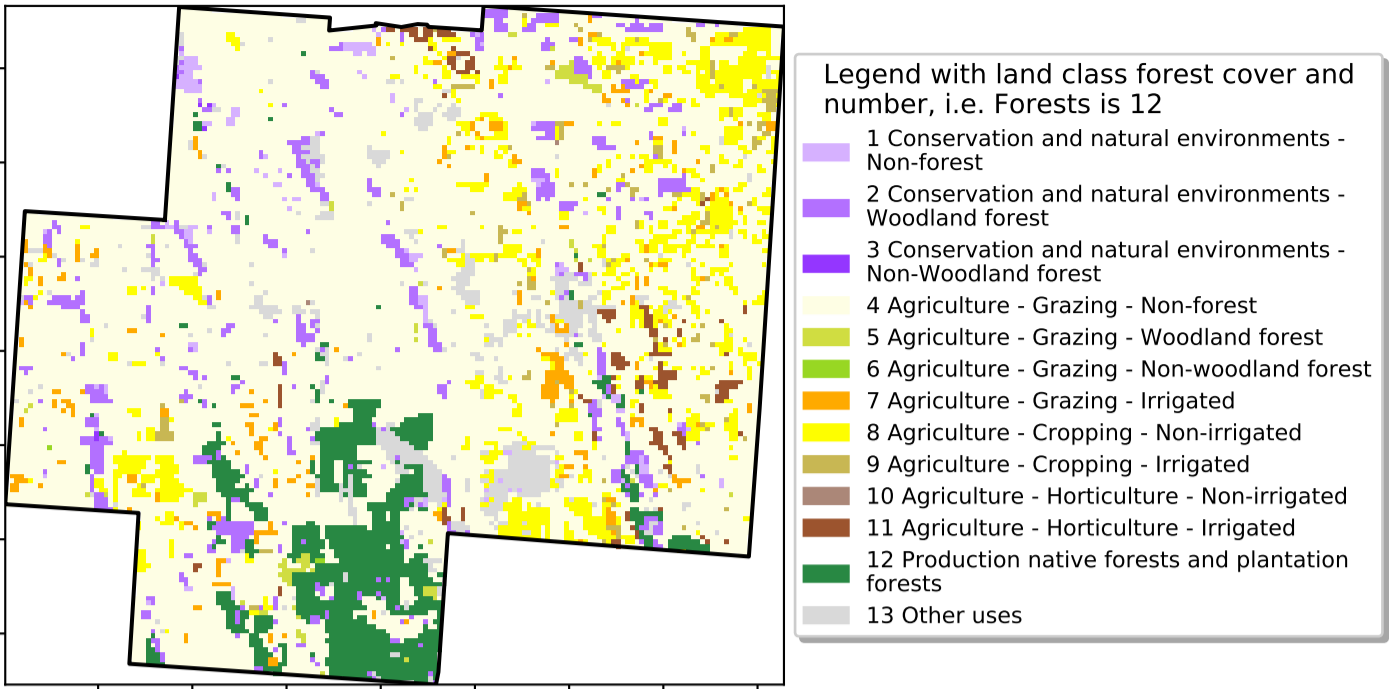 Legend with land class forest cover and
number, i.e. Forests is 12
1 Conservation and natural environments -
Non-forest
2 Conservation and natural environments -
Woodland forest
3 Conservation and natural environments -
Non-Woodland forest
4 Agriculture - Grazing - Non-forest
5 Agriculture - Grazing - Woodland forest
6 Agriculture - Grazing - Non-woodland forest
7 Agriculture - Grazing - Irrigated
8 Agriculture - Cropping - Non-irrigated
9 Agriculture - Cropping - Irrigated
10 Agriculture - Horticulture - Non-irrigated
11 Agriculture - Horticulture - Irrigated
12 Production native forests and plantation
forests
13 Other uses